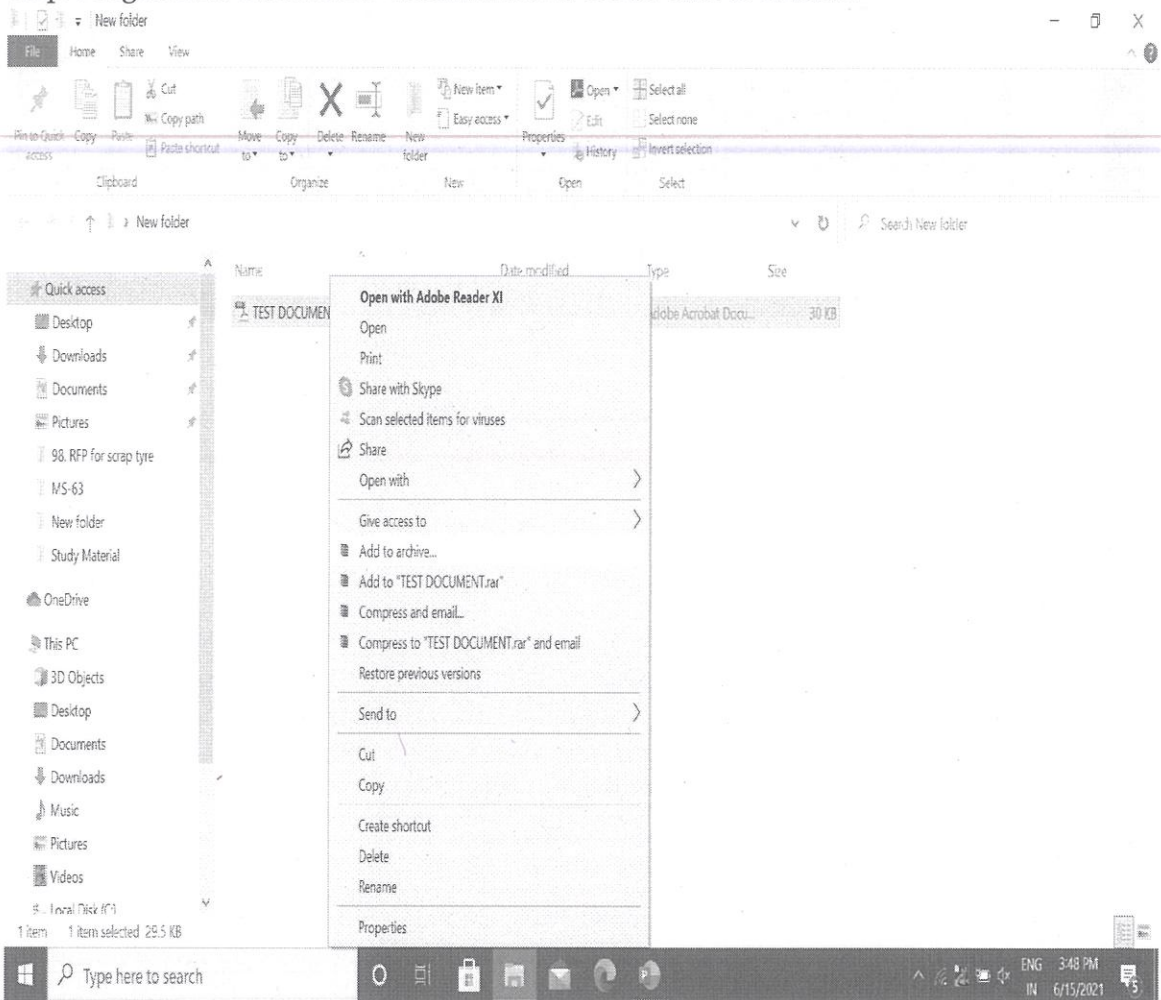 New folder
File Home Share View
Pin to Quick access
Copy
Paste
Cut
Copy path
Paste shortcut
Clipboard
Move to
Copy to
Delete
Rename
Organize
New folder
New item
Easy access
New
Properties
Open
Edit
History
Open
Select all
Select none
Invert selection
Select
New folder
Search New folder
Name Date modified Type Size
TEST DOCUMEN Adobe Acrobat Docu... 30 KB
Quick access
Desktop
Downloads
Documents
Pictures
98. RFP for scrap tyre
MS-63
New folder
Study Material
OneDrive
This PC
3D Objects
Desktop
Documents
Downloads
Music
Pictures
Videos
Local Disk (C:)
Open with Adobe Reader XI
Open
Print
Share with Skype
Scan selected items for viruses
Share
Open with
Give access to
Add to archive...
Add to "TEST DOCUMENT.rar"
Compress and email...
Compress to "TEST DOCUMENT.rar" and email
Restore previous versions
Send to
Cut
Copy
Create shortcut
Delete
Rename
Properties
1 item 1 item selected 29.5 KB
Type here to search
ENG 3:48 PM
IN 6/15/2021
5